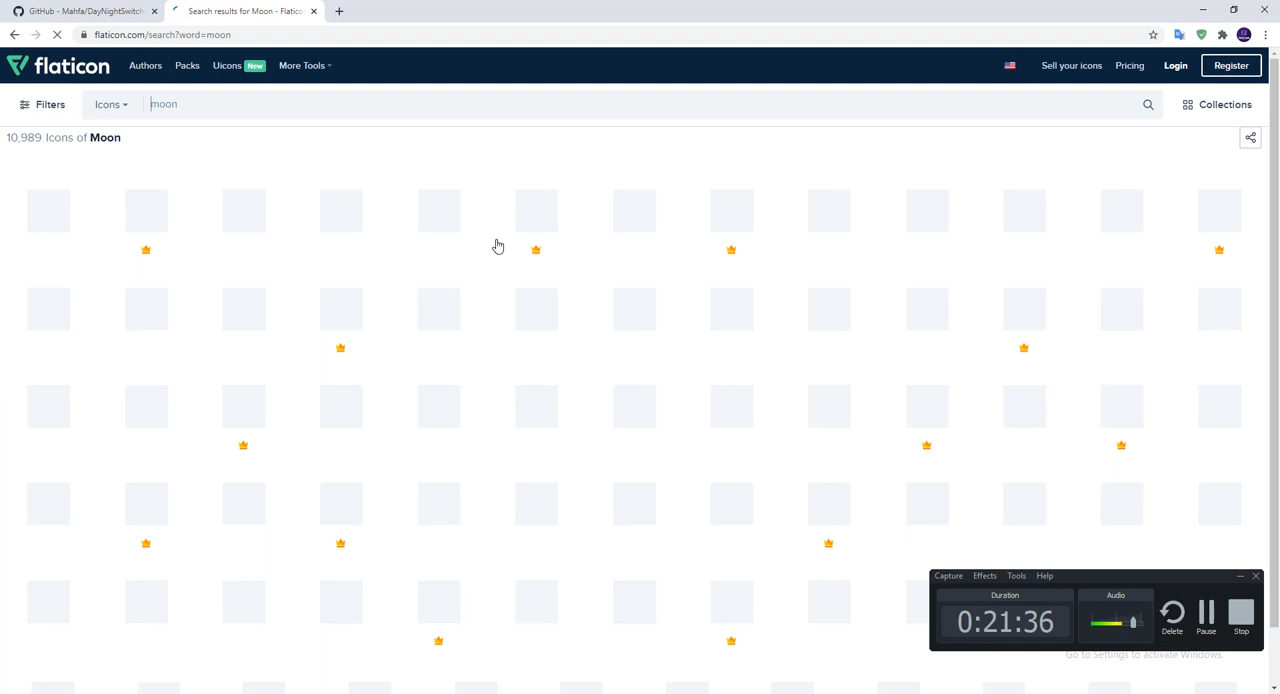 GitHub - Mahfa/DayNightSwitch
Search results for Moon - Flaticon
flaticon.com/search?word=moon
flaticon
Authors
Packs
Uicons New
More Tools
Sell your icons
Pricing
Login
Register
Filters
Icons
moon
Collections
10,989 Icons of Moon
Capture Effects Tools Help
Duration
Audio
0:21:36
Delete
Pause
Stop
Go to Settings to activate Windows.